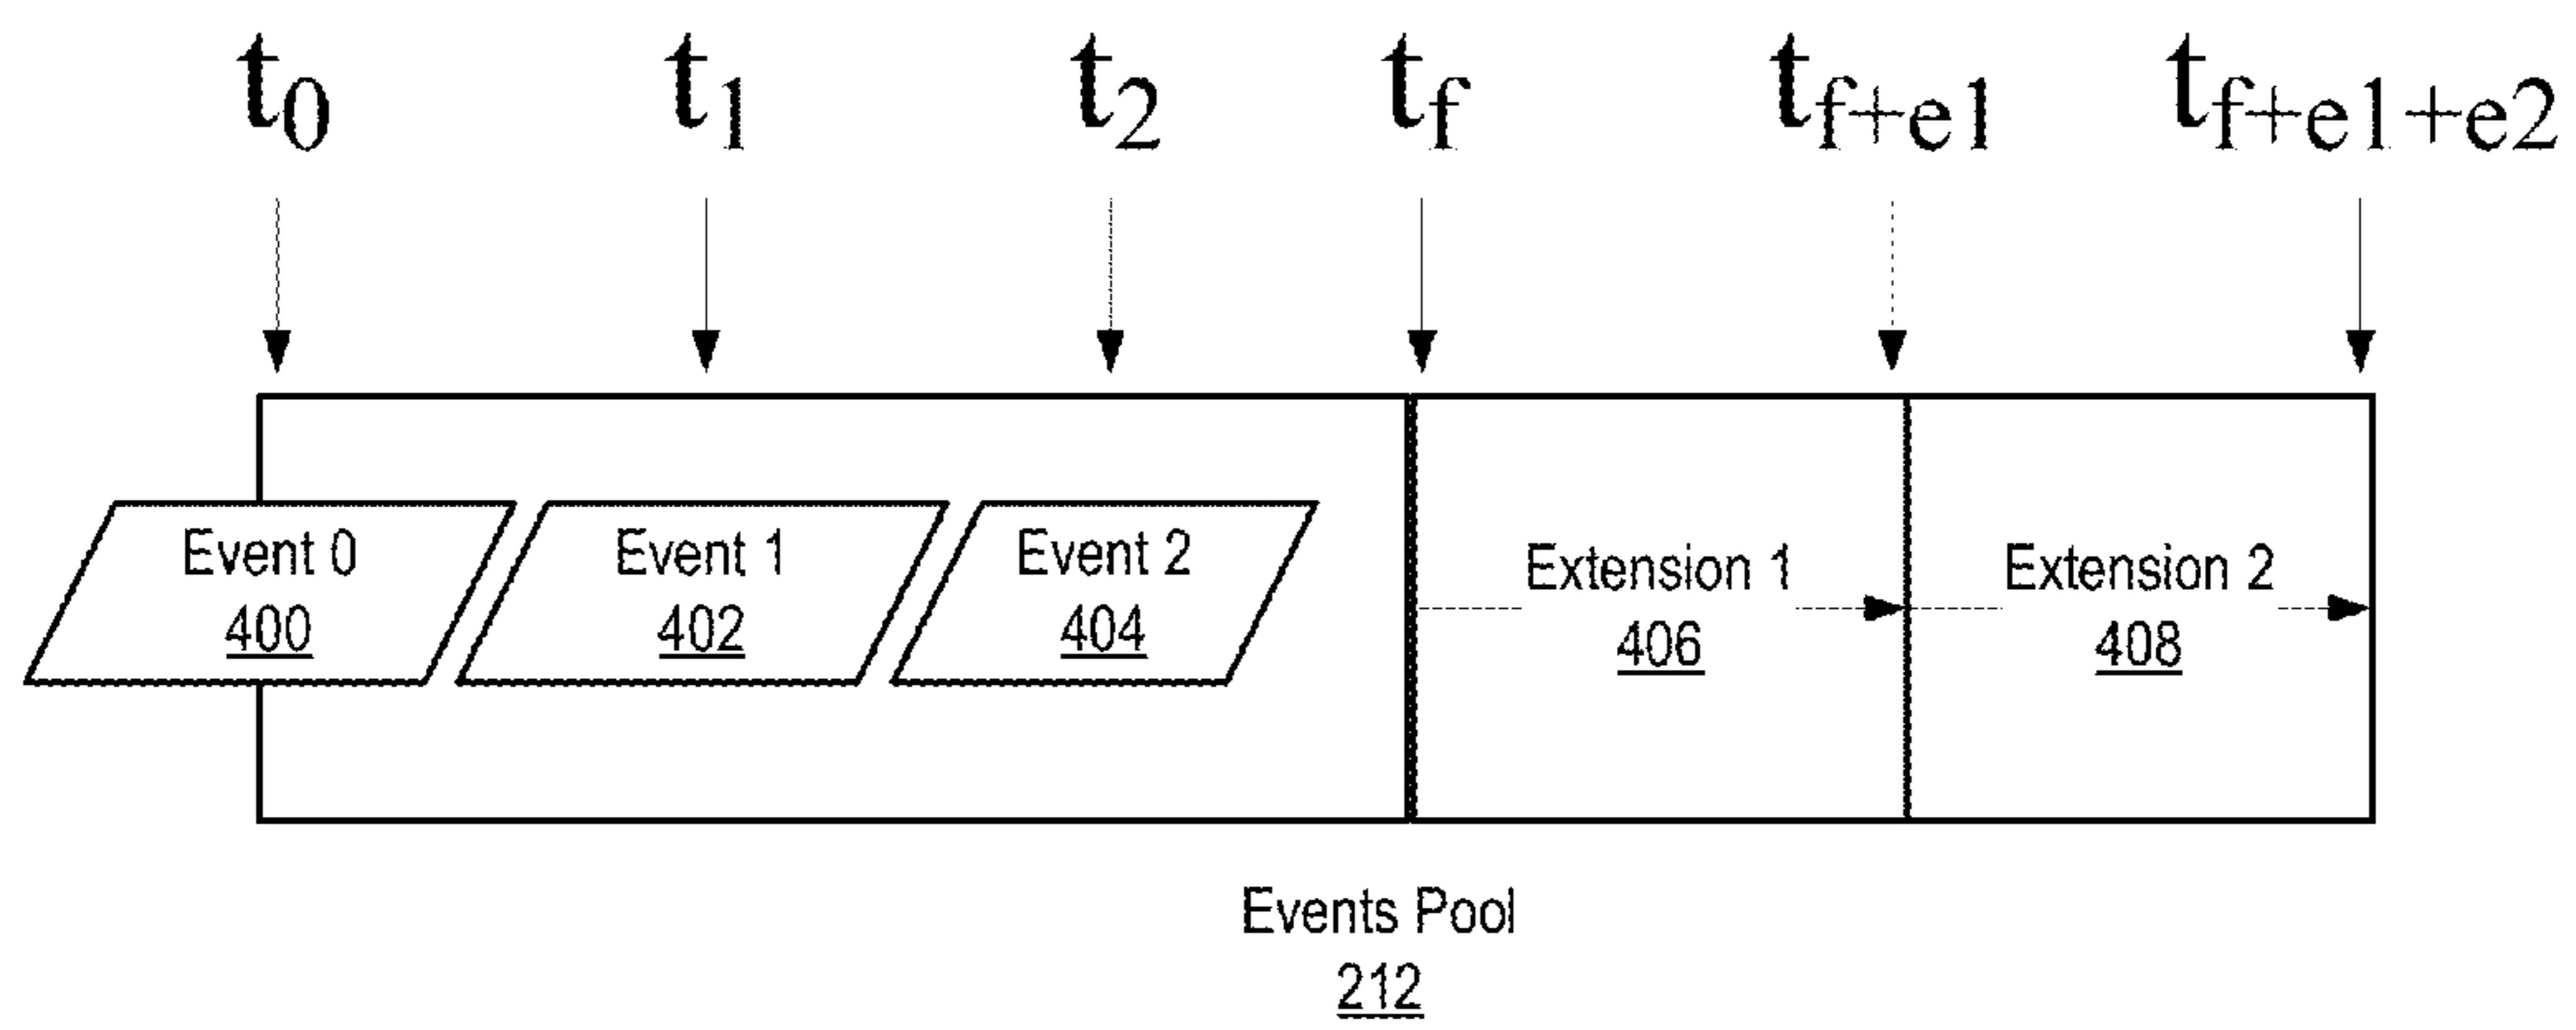 t0 t1 t2 tf tf+e1 tf+e1+e2
Event 0
400
Event 1
402
Event 2
404
Extension 1
406
Extension 2
408
Events Pool
212